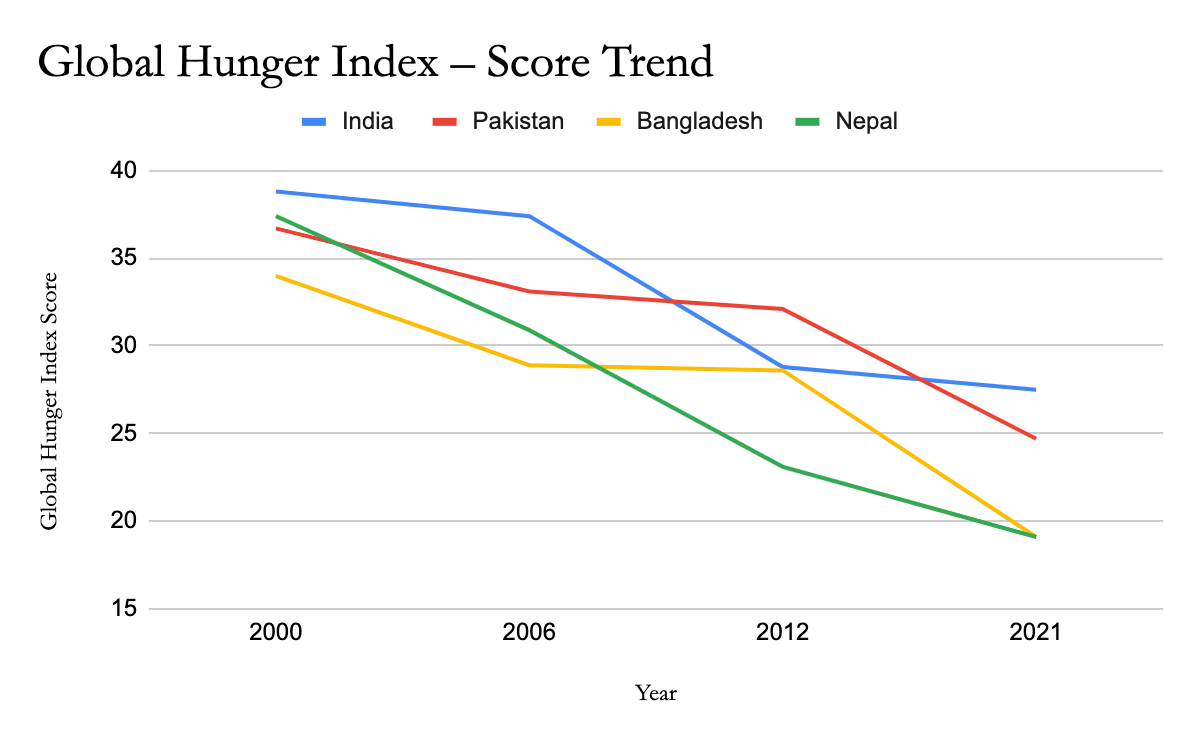 Global Hunger Index – Score Trend
India Pakistan Bangladesh Nepal
40
35
30
25
20
15
Global Hunger Index Score
2000 2006 2012 2021
Year